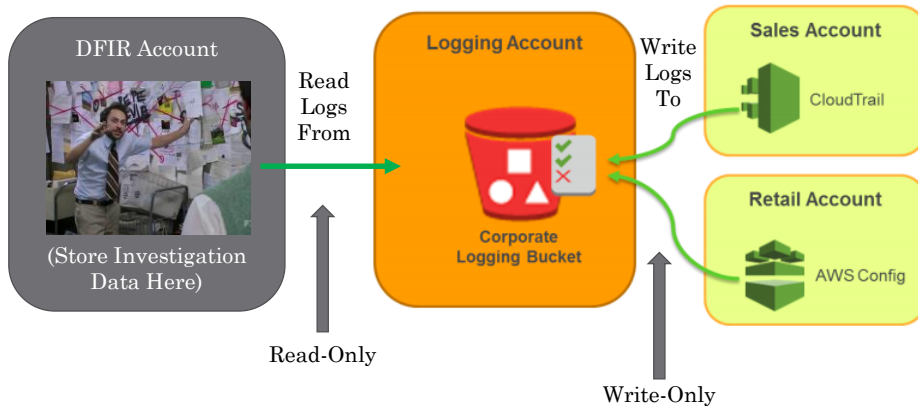 DFIR Account
(Store Investigation
Data Here)
Read
Logs
From
Read-Only
Logging Account
Corporate
Logging Bucket
Write
Logs
To
Write-Only
Sales Account
CloudTrail
Retail Account
AWS Config